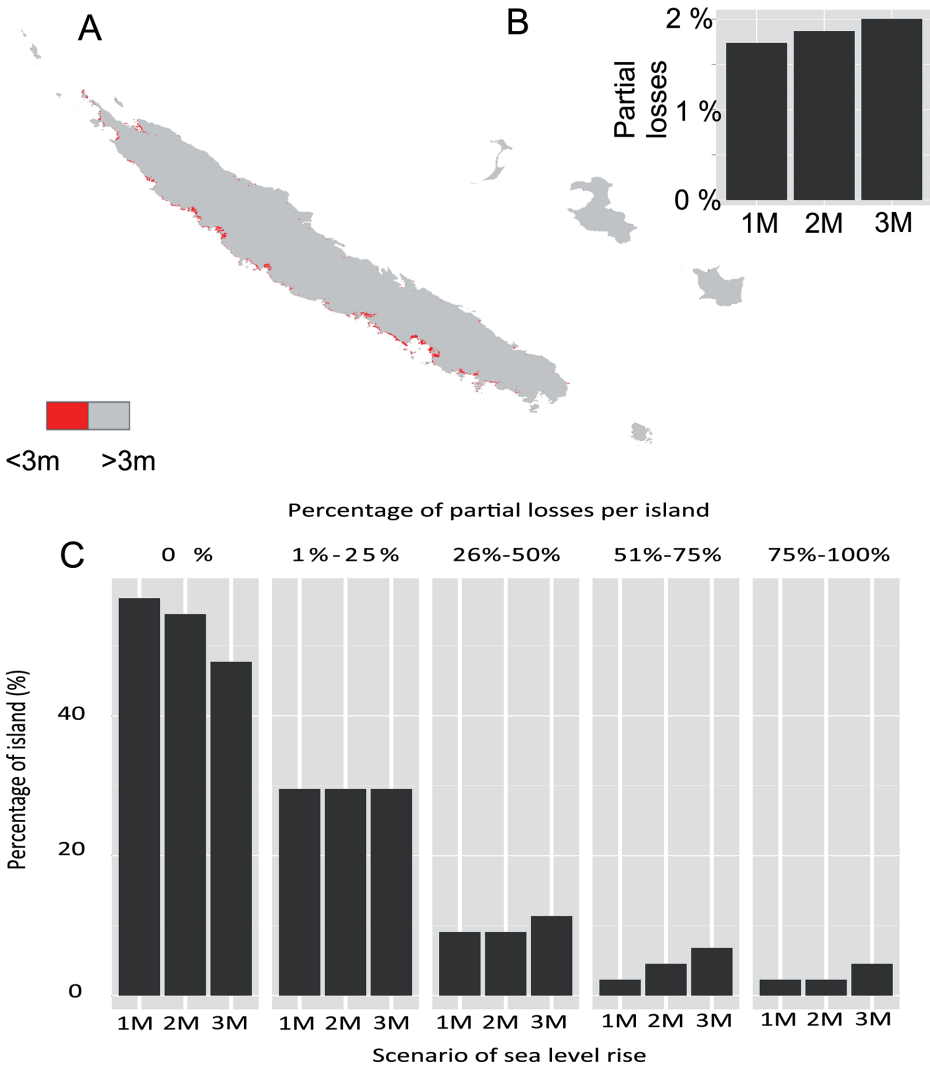 A
B
2 %
1 %
0 %
Partial
losses
1M 2M 3M
<3m >3m
Percentage of partial losses per island
C
0 % 1%-25% 26%-50% 51%-75% 75%-100%
Percentage of island (%)
40
20
0
1M 2M 3M 1M 2M 3M 1M 2M 3M 1M 2M 3M 1M 2M 3M
Scenario of sea level rise